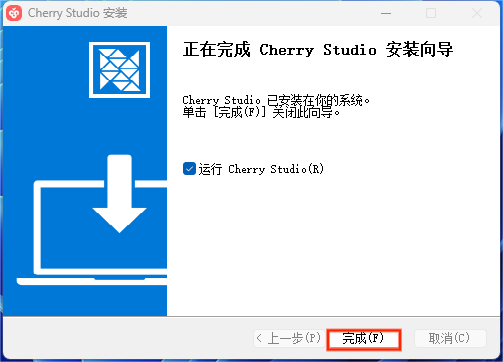 Cherry Studio 安装
正在完成 Cherry Studio 安装向导
Cherry Studio 已安装在你的系统。
单击 [完成(F)] 关闭此向导。
运行 Cherry Studio(R)
< 上一步(P)
完成(F)
取消(C)